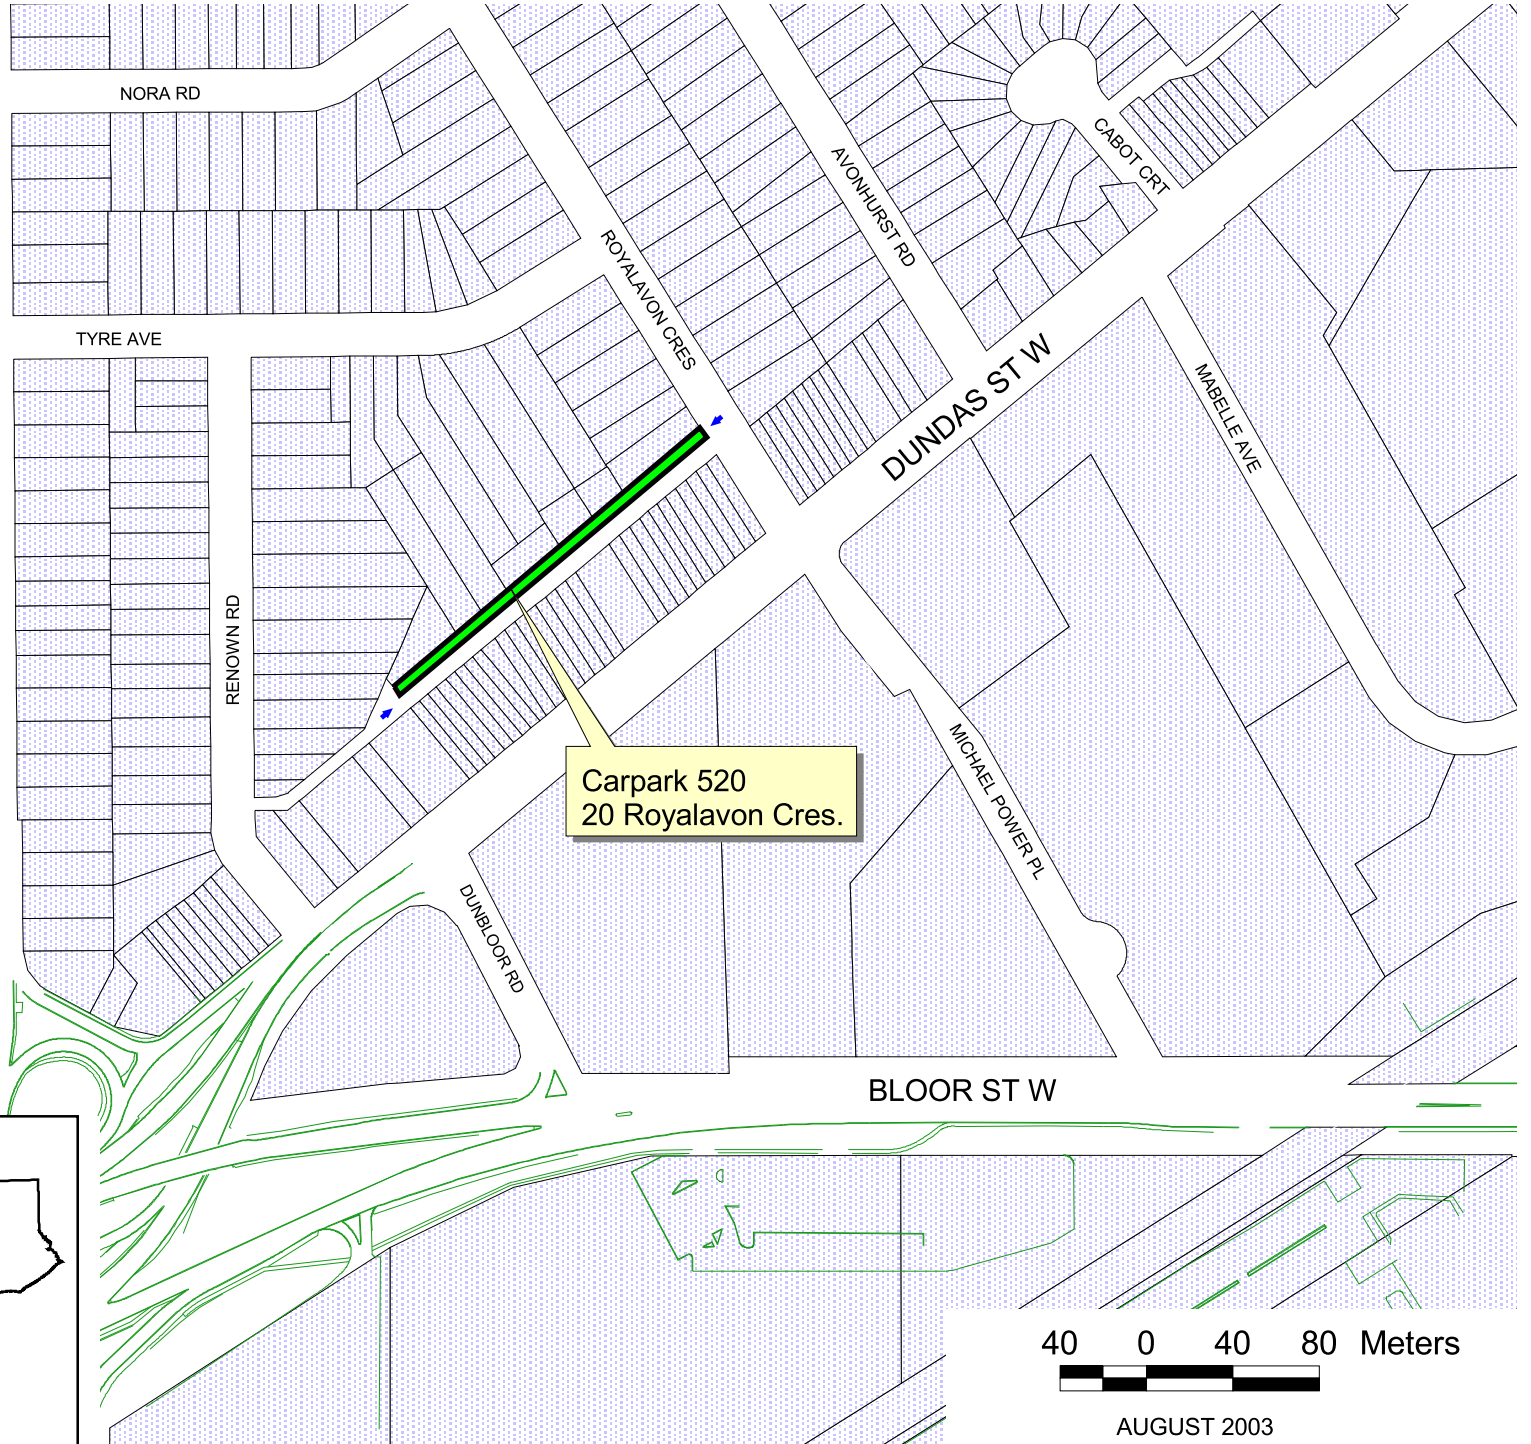 NORA RD
CABOT CRT
AVONHURST RD
ROYALAVON CRES
TYRE AVE
DUNDAS ST W
MABELLE AVE
RENOWN RD
Carpark 520
20 Royalavon Cres.
MICHAEL POWER PL
DUNBLOOR RD
BLOOR ST W
40 0 40 80 Meters
AUGUST 2003